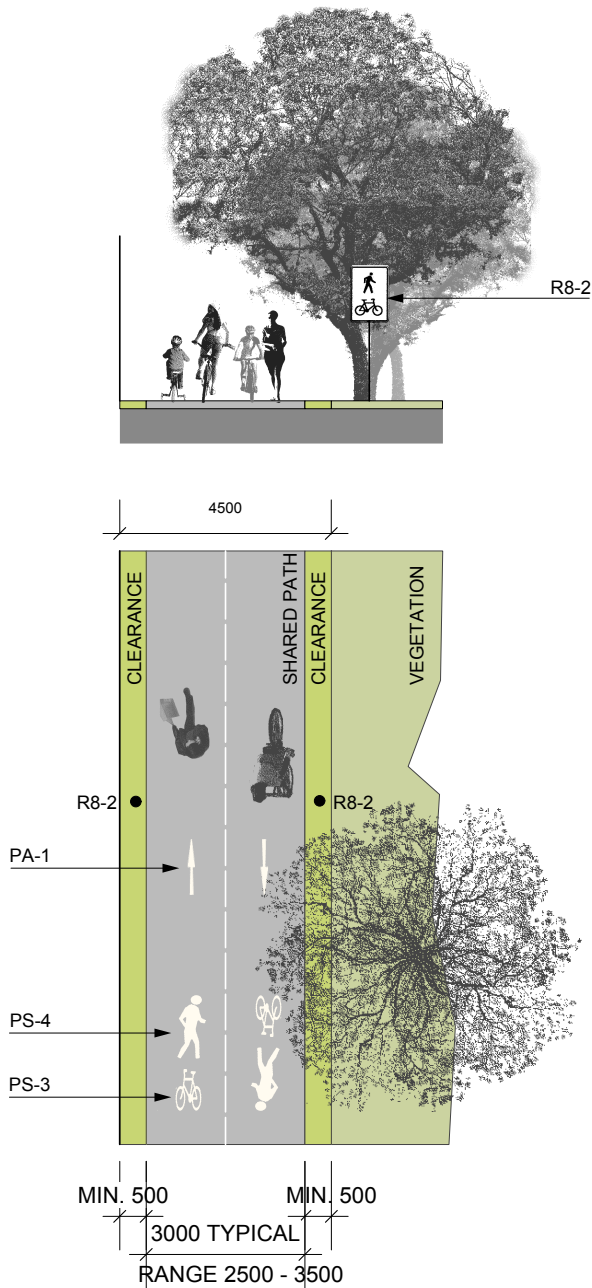 R8-2
4500
CLEARANCE
SHARED PATH
CLEARANCE
VEGETATION
R8-2
R8-2
PA-1
PS-4
PS-3
MIN. 500
MIN. 500
3000 TYPICAL
RANGE 2500 - 3500